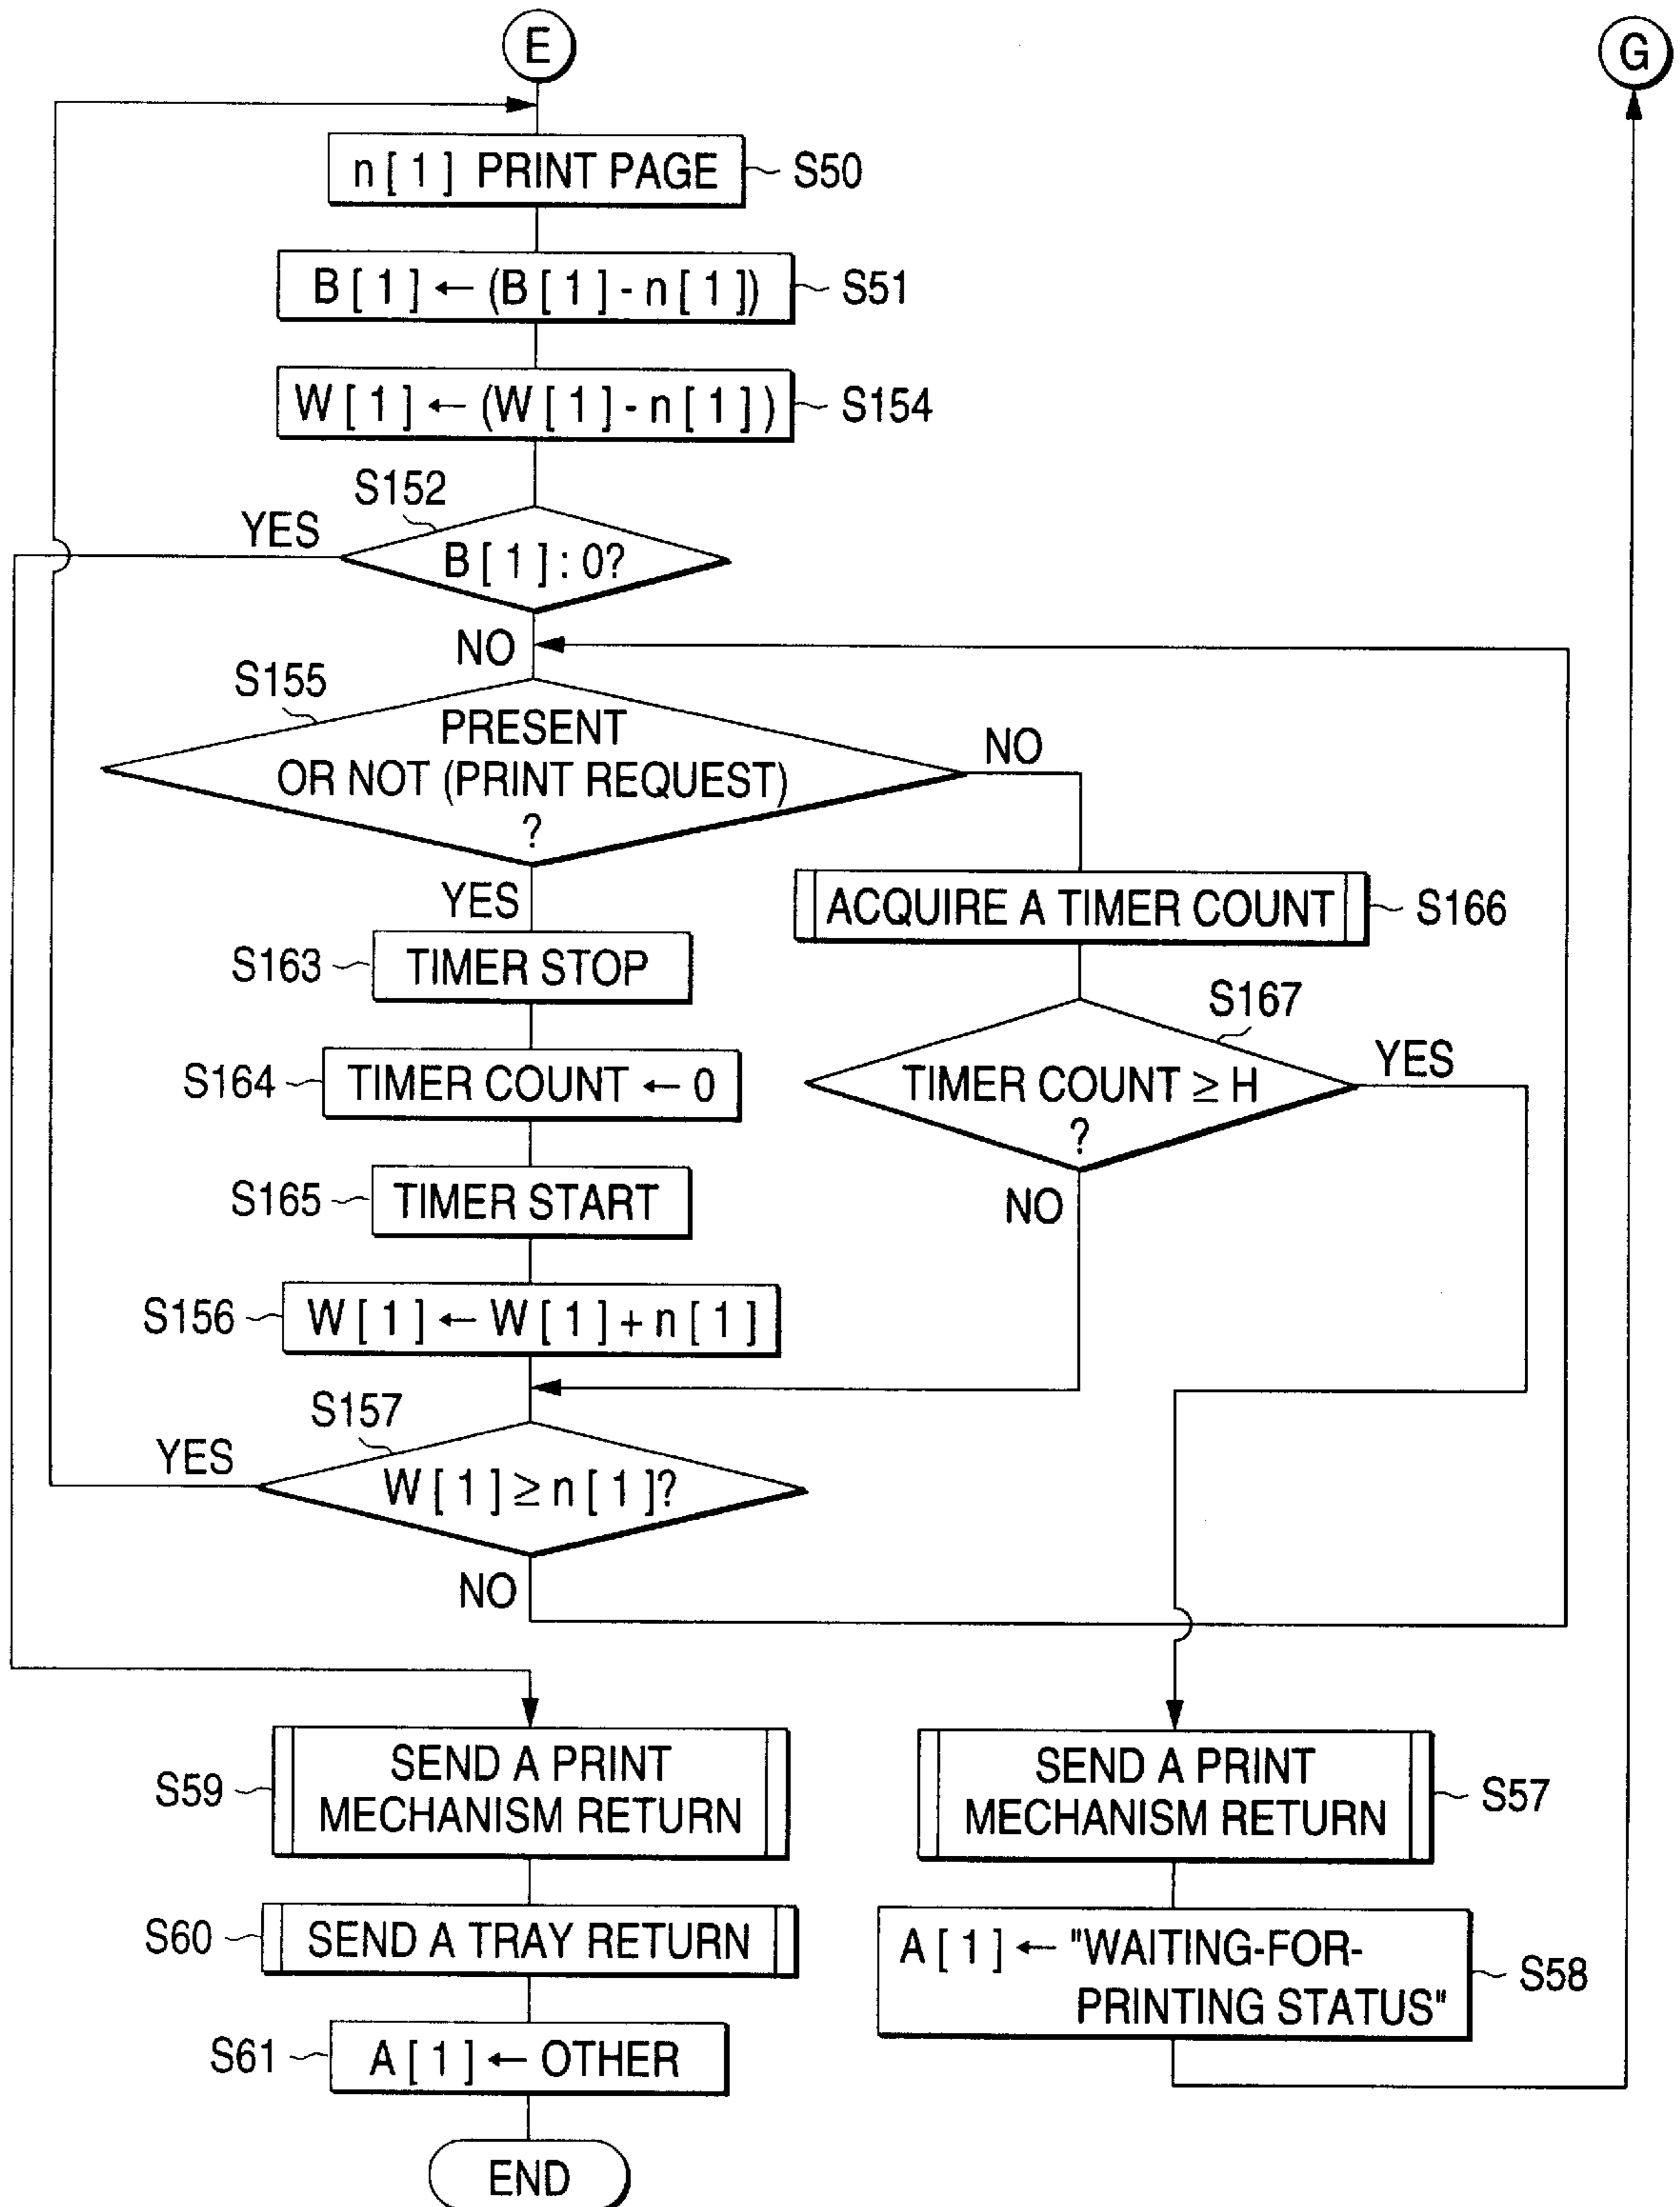 E
G
n[1] PRINT PAGE
S50
B[1] ← (B[1]-n[1])
S51
W[1] ← (W[1]-n[1])
S154
S152
YES
B[1]:0?
NO
S155
PRESENT
OR NOT (PRINT REQUEST)
?
NO
YES
ACQUIRE A TIMER COUNT
S166
S163
TIMER STOP
S167
S164
TIMER COUNT ← 0
TIMER COUNT ≥ H
?
YES
NO
S165
TIMER START
S156
W[1] ← W[1]+n[1]
S157
YES
W[1] ≥ n[1]?
NO
S59
SEND A PRINT
MECHANISM RETURN
SEND A PRINT
MECHANISM RETURN
S57
S60
SEND A TRAY RETURN
A[1] ← "WAITING-FOR-
PRINTING STATUS"
S58
S61
A[1] ← OTHER
END